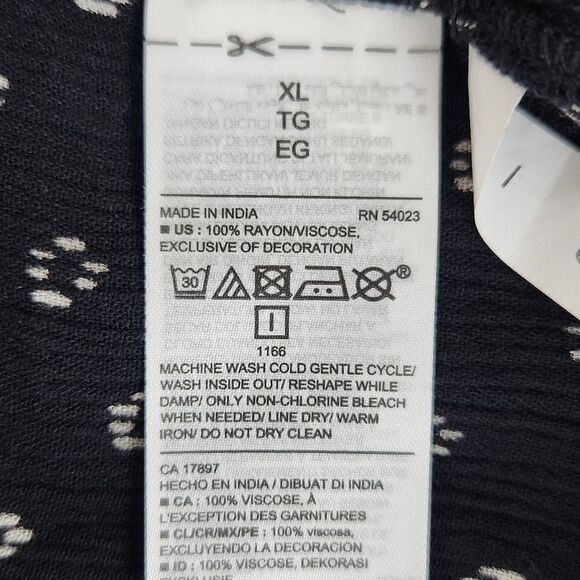 XL
TG
EG
MADE IN INDIA RN 54023
■ US : 100% RAYON/VISCOSE,
EXCLUSIVE OF DECORATION
30 ®
1166
MACHINE WASH COLD GENTLE CYCLE/
WASH INSIDE OUT/ RESHAPE WHILE
DAMP/ ONLY NON-CHLORINE BLEACH
WHEN NEEDED/ LINE DRY/ WARM
IRON/ DO NOT DRY CLEAN
CA 17897
HECHO EN INDIA / DIBUAT DI INDIA
■ CA : 100% VISCOSE, À
L'EXCEPTION DES GARNITURES
■ CL/CR/MX/PE : 100% viscosa,
EXCLUYENDO LA DECORACION
■ ID : 100% VISCOSE, DEKORASI